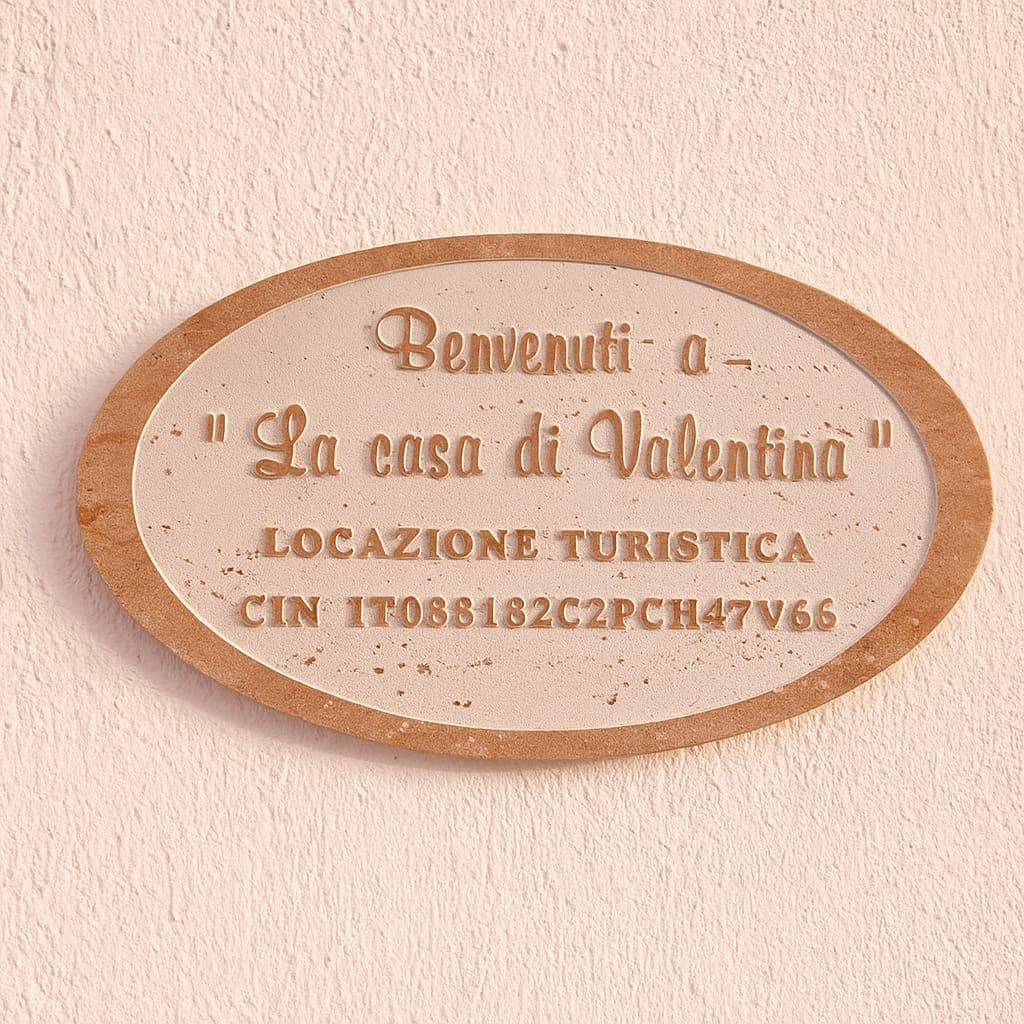 Benvenuti a
" La casa di Valentina "
LOCAZIONE TURISTICA
CIN IT088182C2PCH47V66